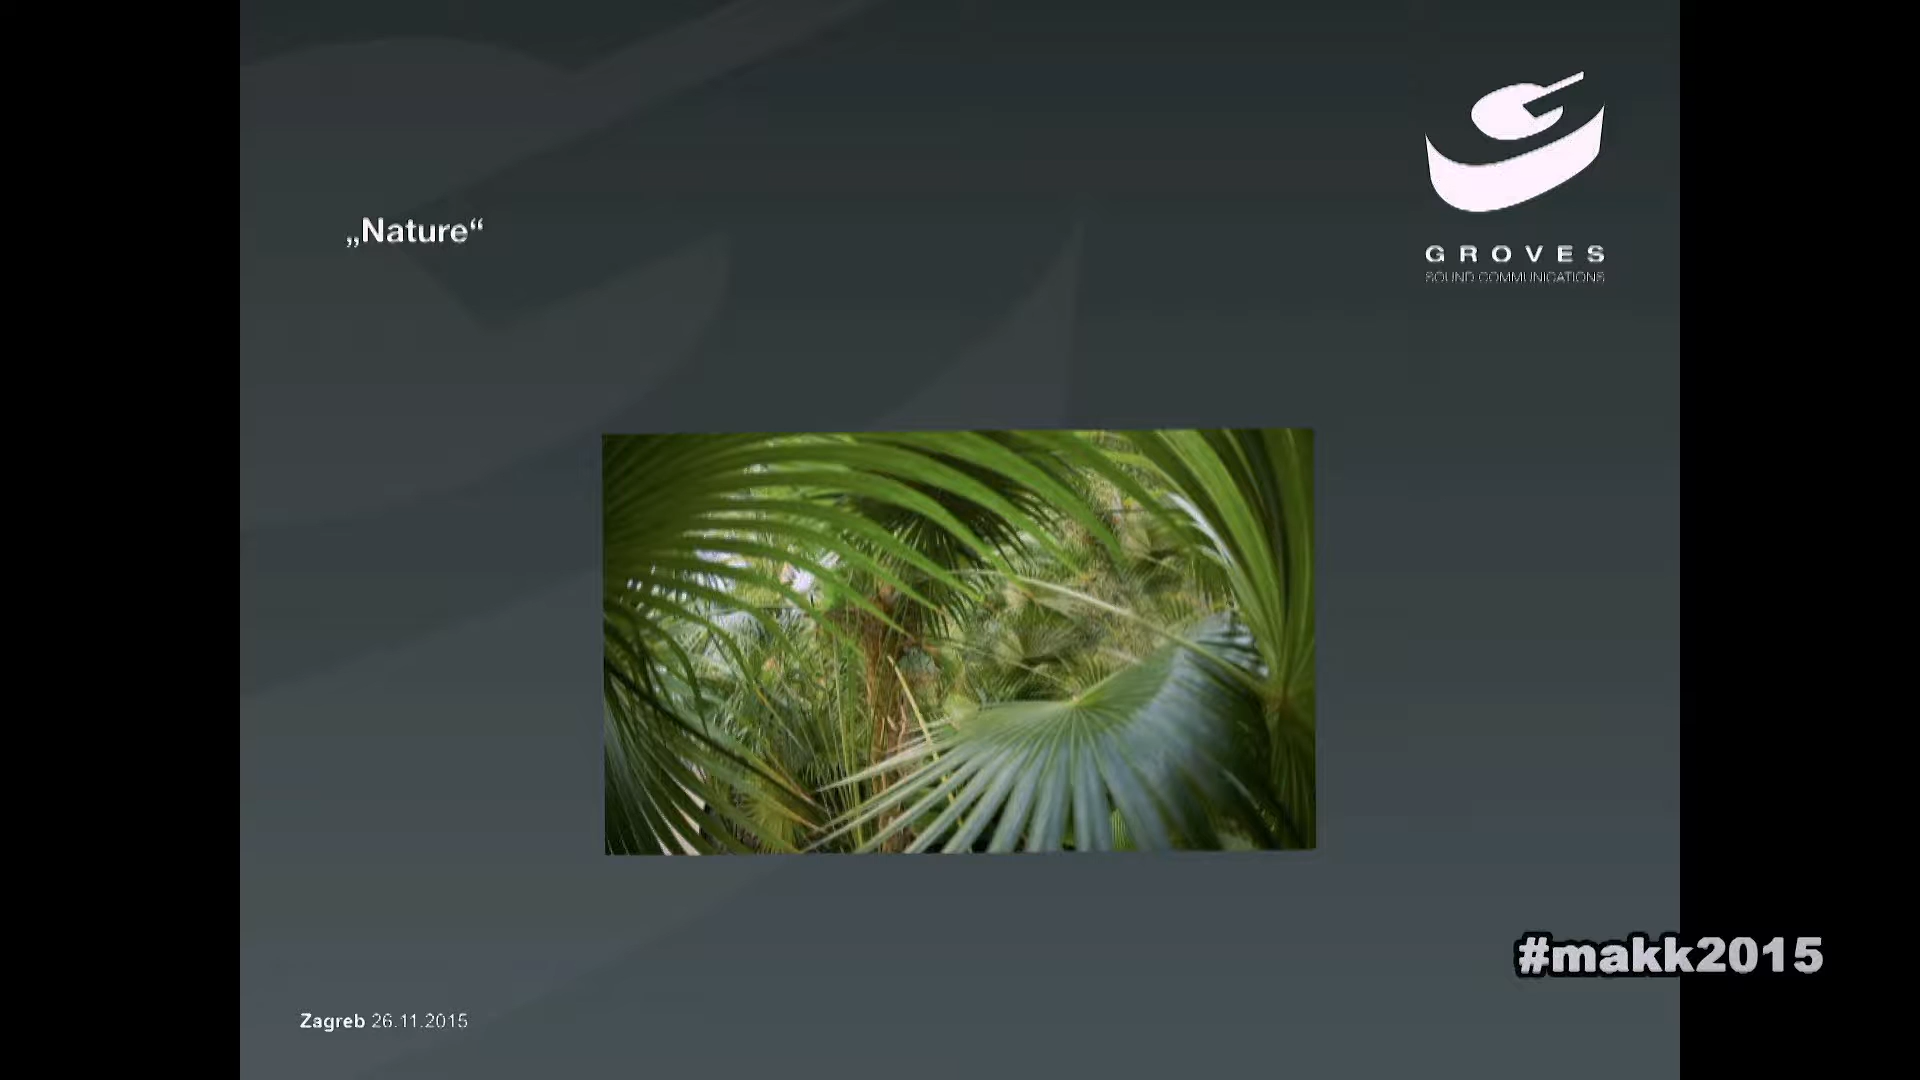 „Nature“
GROVES
SOUND COMMUNICATIONS
#makk2015
Zagreb 26.11.2015